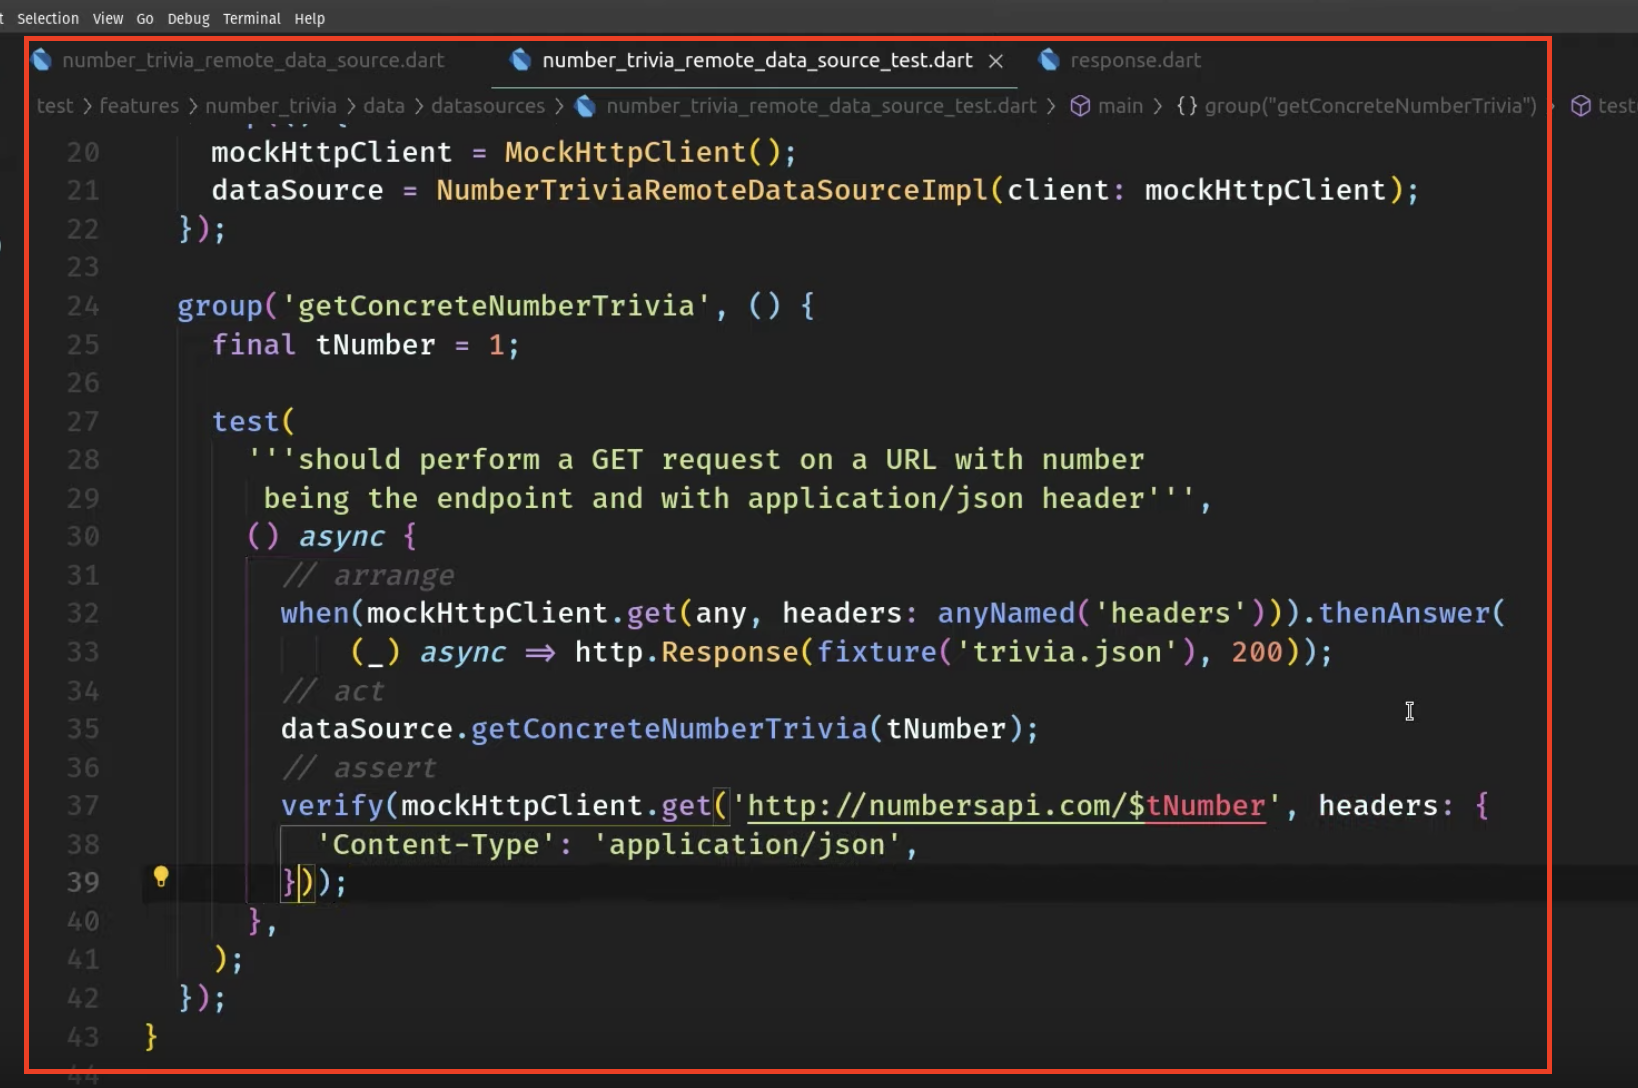 Selection View Go Debug Terminal Help
number_trivia_remote_data_source.dart number_trivia_remote_data_source_test.dart × response.dart
test > features > number_trivia > data > datasources > number_trivia_remote_data_source_test.dart > main > {} group("getConcreteNumberTrivia") > test
20 mockHttpClient = MockHttpClient();
21 dataSource = NumberTriviaRemoteDataSourceImpl(client: mockHttpClient);
22 });
23
24 group('getConcreteNumberTrivia', () {
25 final tNumber = 1;
26
27 test(
28 '''should perform a GET request on a URL with number
29 being the endpoint and with application/json header''',
30 () async {
31 // arrange
32 when(mockHttpClient.get(any, headers: anyNamed('headers'))).thenAnswer(
33 (_) async => http.Response(fixture('trivia.json'), 200));
34 // act
35 dataSource.getConcreteNumberTrivia(tNumber);
36 // assert
37 verify(mockHttpClient.get('http://numbersapi.com/$tNumber', headers: {
38 'Content-Type': 'application/json',
39 }));
40 },
41 );
42 });
43 }
44